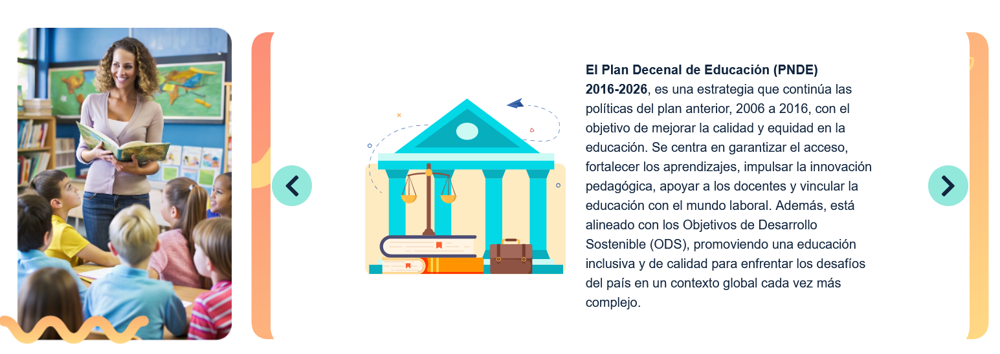 El Plan Decenal de Educación (PNDE)
2016-2026, es una estrategia que continúa las
políticas del plan anterior, 2006 a 2016, con el
objetivo de mejorar la calidad y equidad en la
educación. Se centra en garantizar el acceso,
fortalecer los aprendizajes, impulsar la innovación
pedagógica, apoyar a los docentes y vincular la
educación con el mundo laboral. Además, está
alineado con los Objetivos de Desarrollo
Sostenible (ODS), promoviendo una educación
inclusiva y de calidad para enfrentar los desafíos
del país en un contexto global cada vez más
complejo.